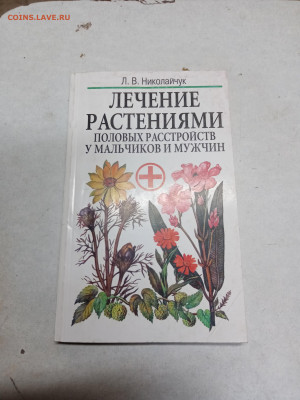 COINS.LAVE.RU
Л. В. Николайчук
ЛЕЧЕНИЕ
РАСТЕНИЯМИ
ПОЛОВЫХ РАССТРОЙСТВ
У МАЛЬЧИКОВ И МУЖЧИН